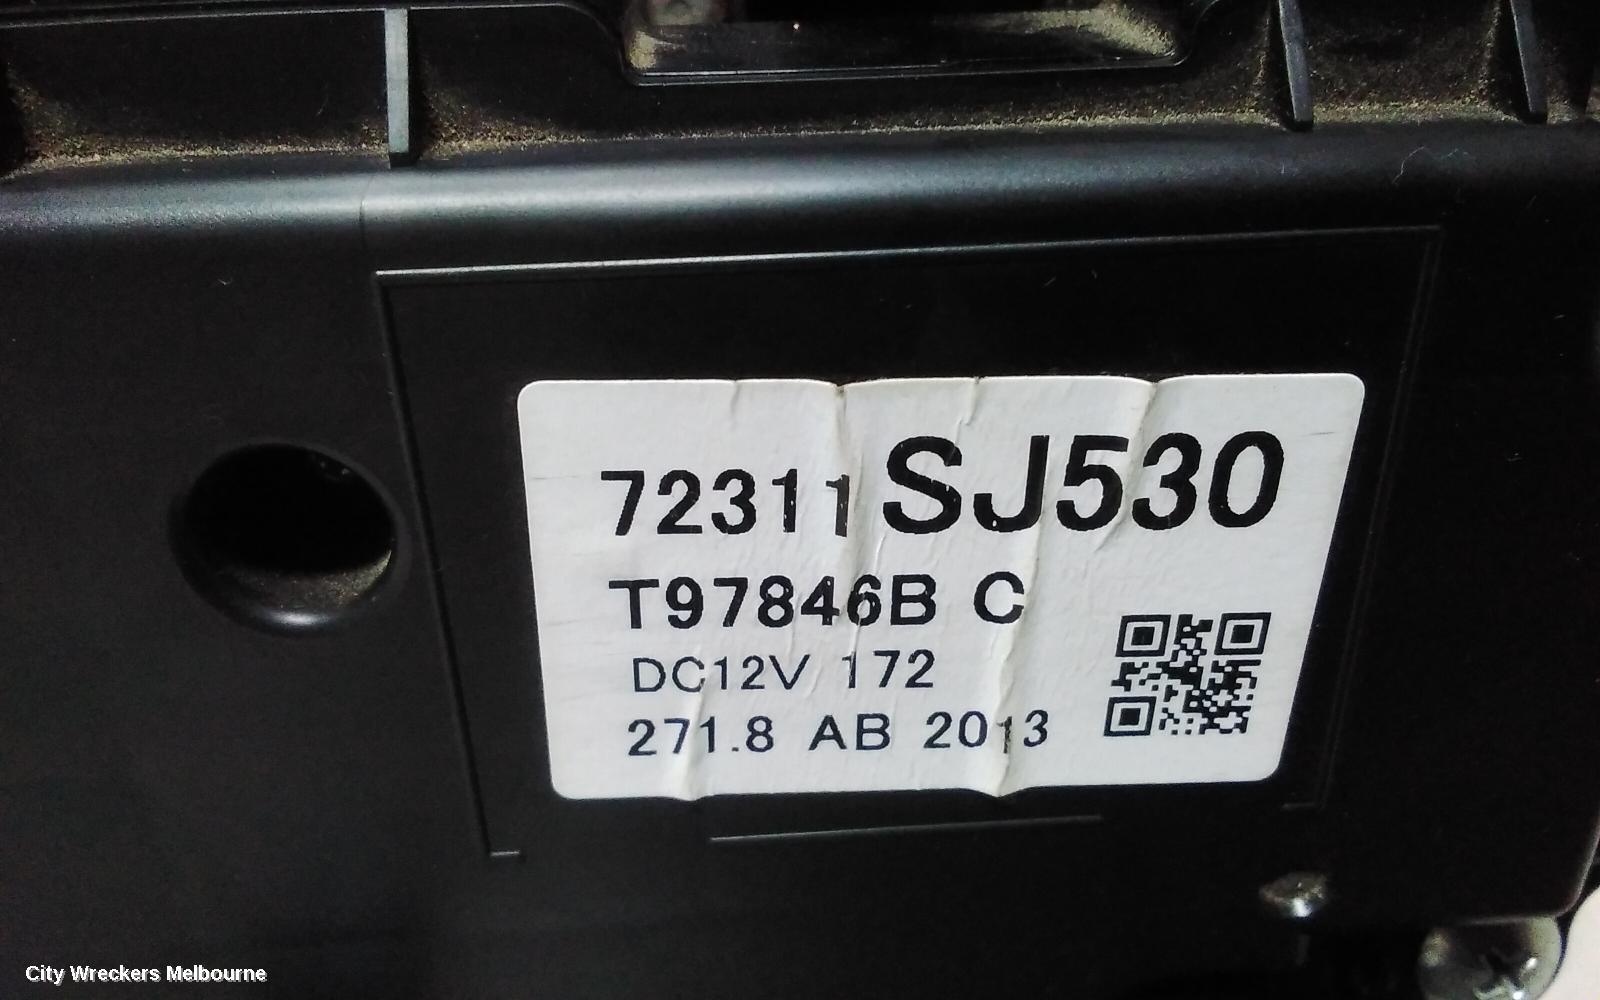 72311 SJ530
T97846B C
DC12V 172
271.8 AB 2013
City Wreckers Melbourne